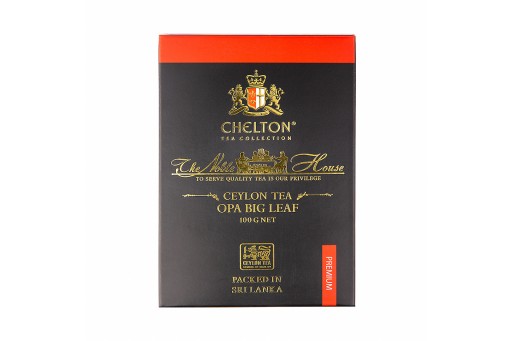 CHELTON®
TEA COLLECTION
The Noble House
TO SERVE QUALITY TEA IS OUR PRIVILEGE
CEYLON TEA
OPA BIG LEAF
100 G NET
CEYLON TEA
PACKED IN
SRI LANKA
PREMIUM